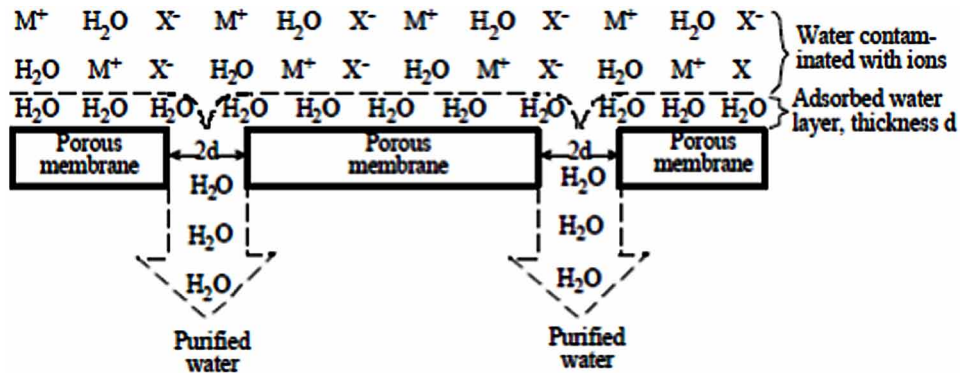 M⁺ H₂O X⁻ M⁺ H₂O X⁻ M⁺ H₂O X⁻ M⁺ H₂O X⁻
Water contam-
inated with ions
H₂O M⁺ X⁻ H₂O M⁺ X⁻ H₂O M⁺ X⁻ H₂O M⁺ X
H₂O H₂O H₂O H₂O H₂O H₂O H₂O H₂O H₂O H₂O H₂O
Adsorbed water
layer, thickness d
Porous
membrane
2d
Porous
membrane
2d
Porous
membrane
H₂O H₂O
H₂O H₂O
H₂O H₂O
Purified
water
Purified
water